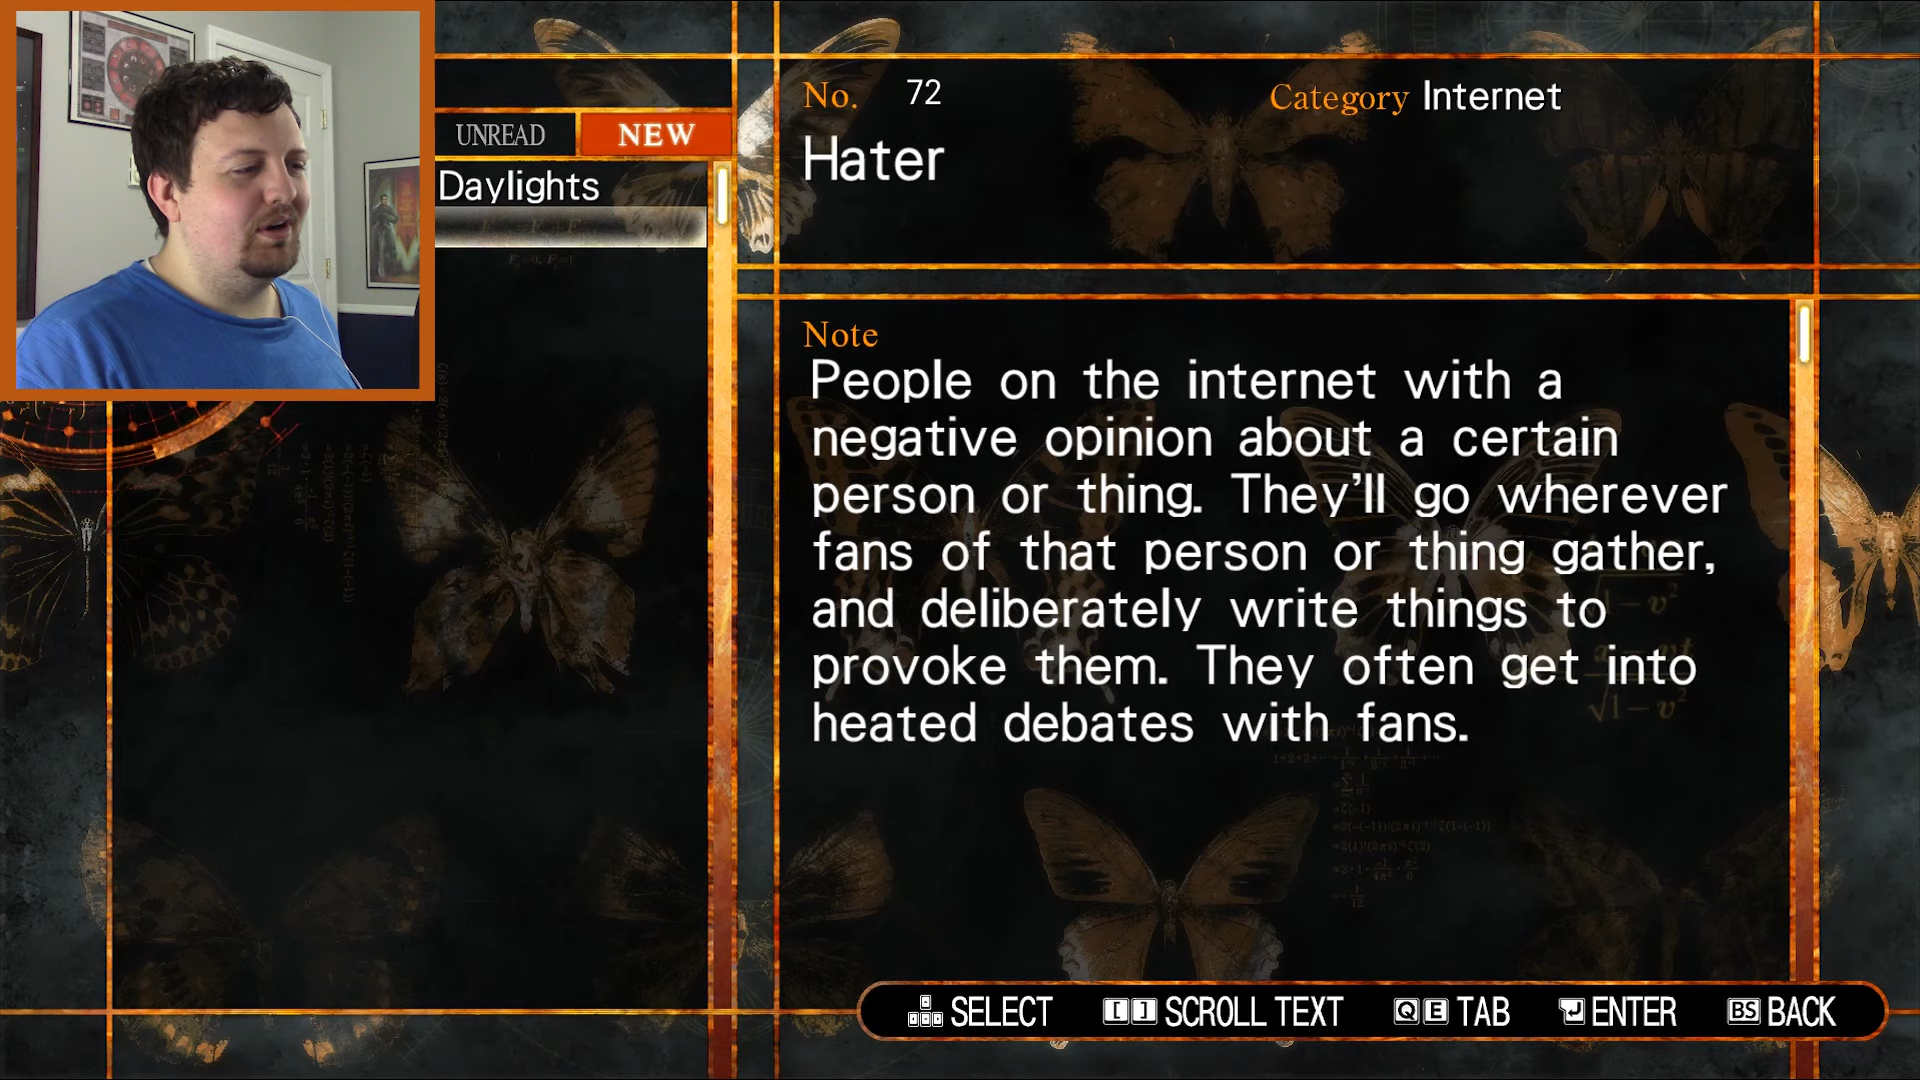 No. 72
Category Internet
Hater
UNREAD NEW
Daylights
Note
People on the internet with a
negative opinion about a certain
person or thing. They'll go wherever
fans of that person or thing gather,
and deliberately write things to
provoke them. They often get into
heated debates with fans.
[ ] SCROLL TEXT
SELECT
Q E TAB
ENTER
BS BACK